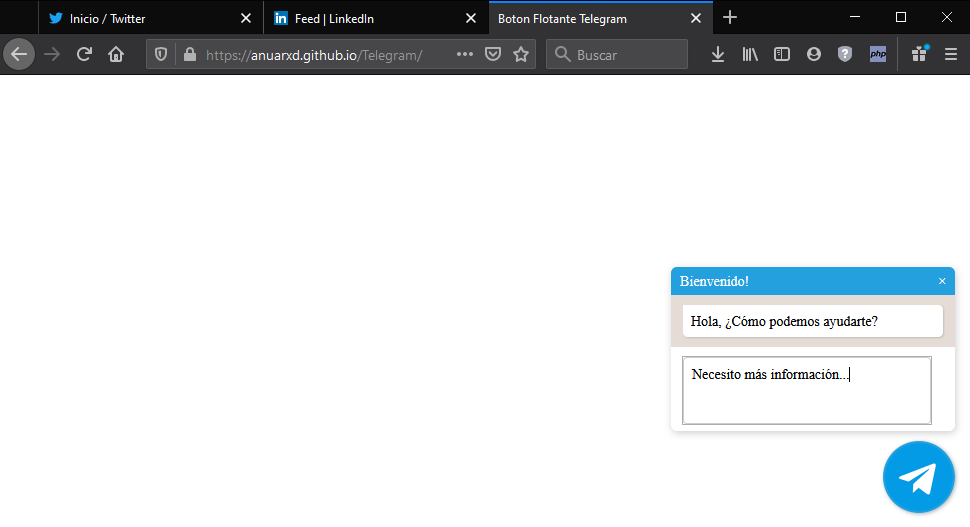 Inicio / Twitter
Feed | LinkedIn
Boton Flotante Telegram
https://anuarxd.github.io/Telegram/
Buscar
php
Bienvenido!
Hola, ¿Cómo podemos ayudarte?
Necesito más información...